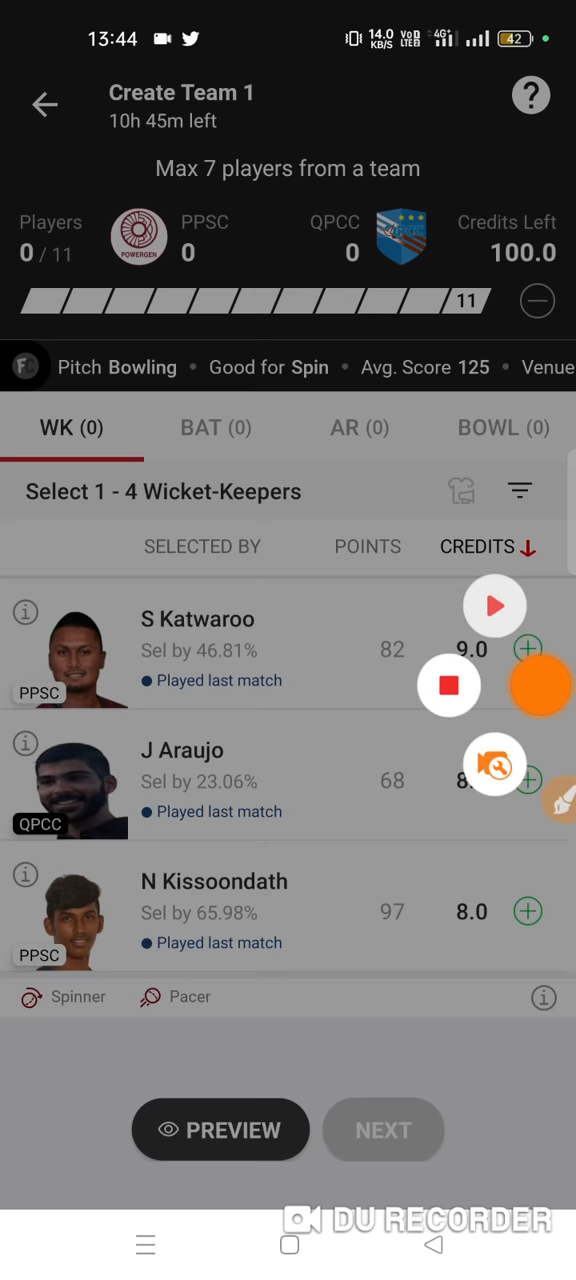 13:44 14.0 KB/S VoD LTE2 4G+ 42
Create Team 1
10h 45m left
Max 7 players from a team
Players PPSC QPCC Credits Left
0 / 11 POWERGEN 0 0 QPCC 100.0
11
FC Pitch Bowling • Good for Spin • Avg. Score 125 • Venue
WK (0) BAT (0) AR (0) BOWL (0)
Select 1 - 4 Wicket-Keepers
SELECTED BY POINTS CREDITS
S Katwaroo
Sel by 46.81% 82 9.0
Played last match
PPSC
J Araujo
Sel by 23.06% 68
Played last match
QPCC
N Kissoondath
Sel by 65.98% 97 8.0
Played last match
PPSC
Spinner Pacer
PREVIEW NEXT
DU RECORDER